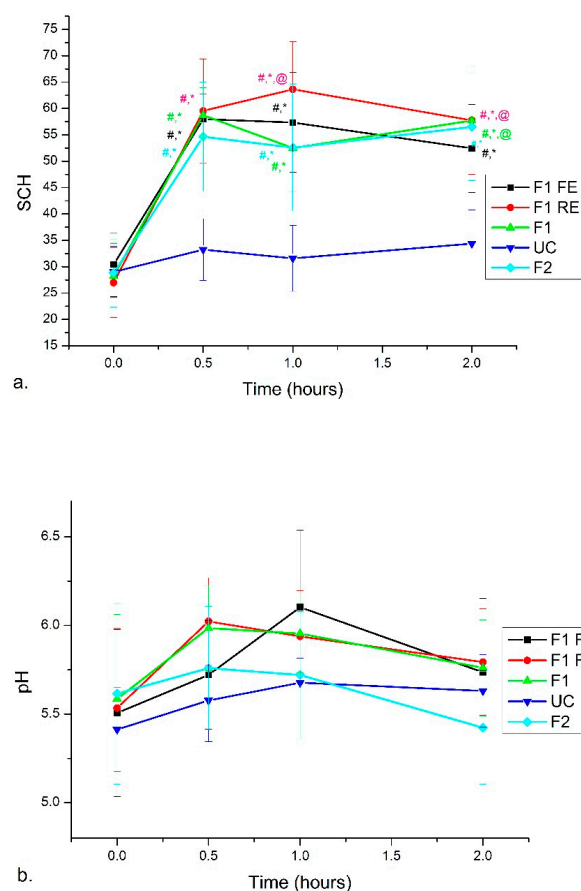 75
70
65
60
55
50
45
40
35
30
25
20
15
SCH
#,*
#,*,@
#,*
#,*
#,*
#,*
#,*
#,*
#,*,@
#,*,@
#,*
F1 FE
F1 RE
F1
UC
F2
0.0 0.5 1.0 1.5 2.0
Time (hours)
a.
6.5
6.0
5.5
5.0
pH
F1 F
F1 F
F1
UC
F2
0.0 0.5 1.0 1.5 2.0
Time (hours)
b.